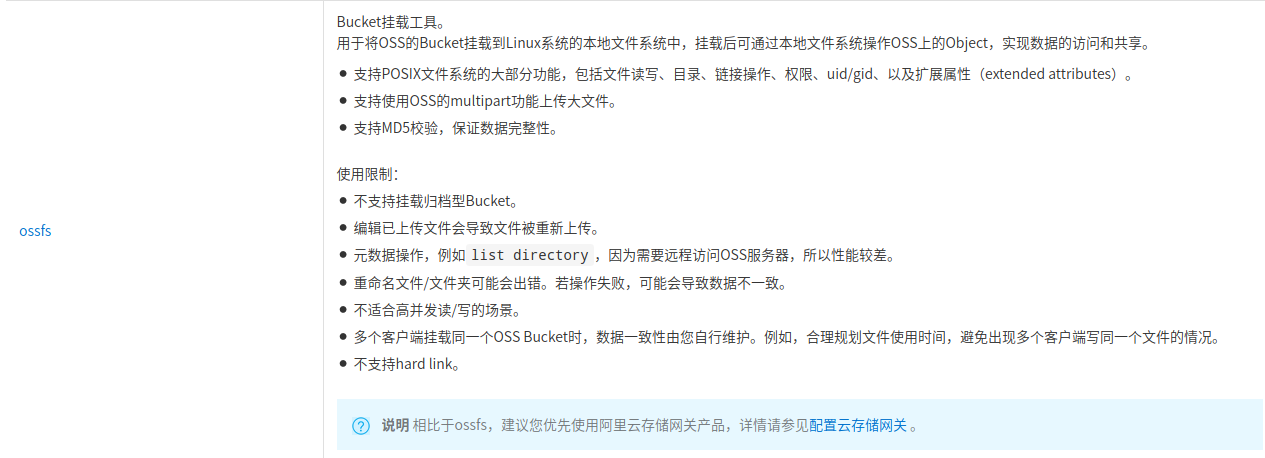 Bucket挂载工具。
用于将OSS的Bucket挂载到Linux系统的本地文件系统中，挂载后可通过本地文件系统操作OSS上的Object，实现数据的访问和共享。
● 支持POSIX文件系统的大部分功能，包括文件读写、目录、链接操作、权限、uid/gid、以及扩展属性（extended attributes）。
● 支持使用OSS的multipart功能上传大文件。
● 支持MD5校验，保证数据完整性。
使用限制：
● 不支持挂载归档型Bucket。
● 编辑已上传文件会导致文件被重新上传。
ossfs
● 元数据操作，例如 list directory ，因为需要远程访问OSS服务器，所以性能较差。
● 重命名文件/文件夹可能会出错。若操作失败，可能会导致数据不一致。
● 不适合高并发读/写的场景。
● 多个客户端挂载同一个OSS Bucket时，数据一致性由您自行维护。例如，合理规划文件使用时间，避免出现多个客户端写同一个文件的情况。
● 不支持hard link。
说明 相比于ossfs，建议您优先使用阿里云存储网关产品，详情请参见配置云存储网关 。